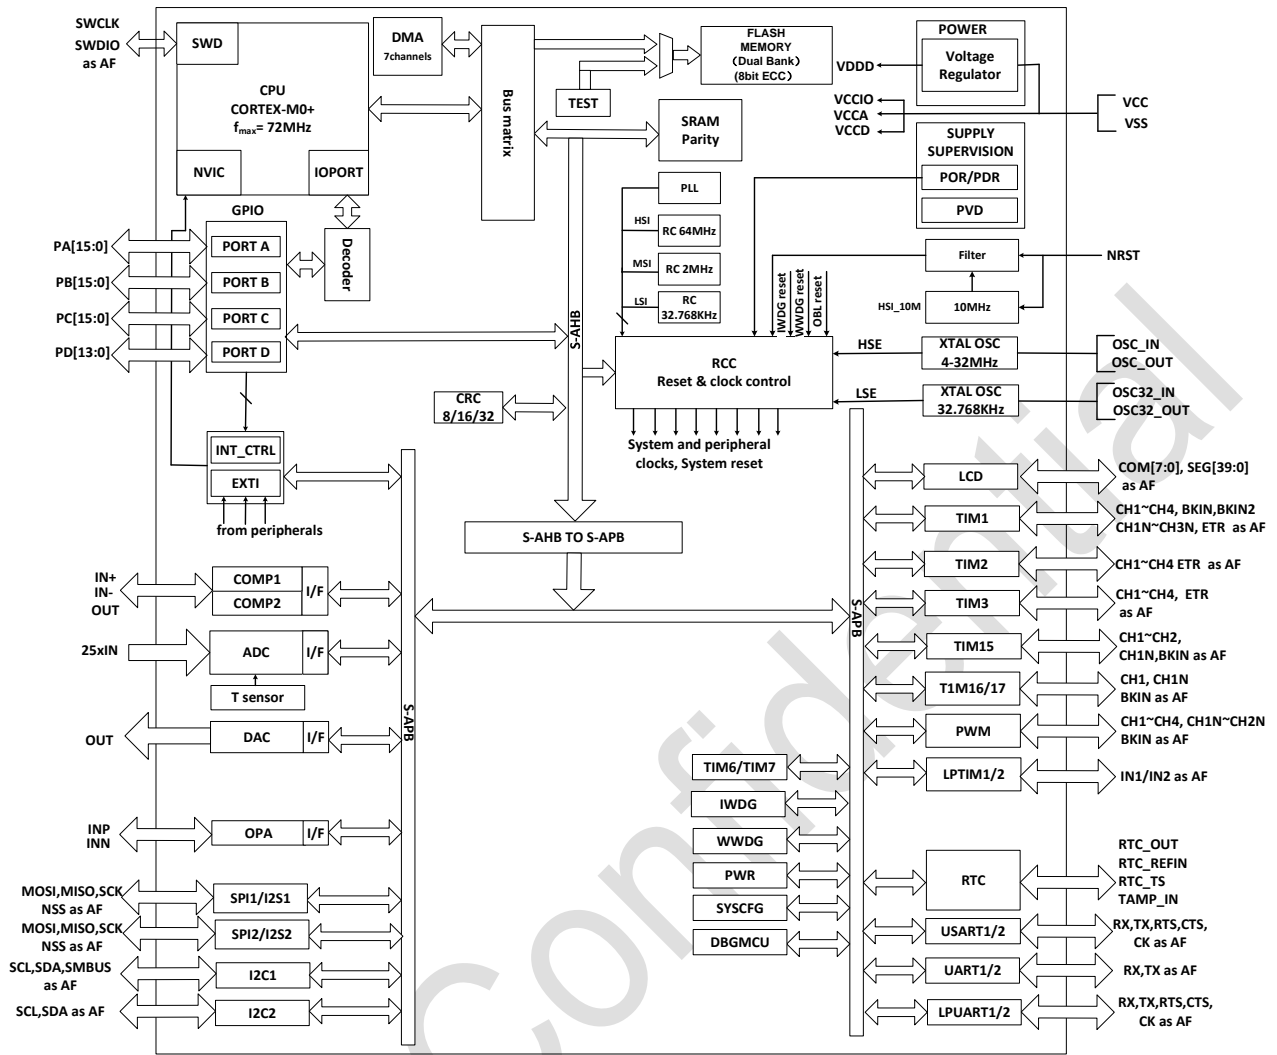 SWCLK
SWDIO
as AF
SWD
CPU
CORTEX-M0+
fmax= 72MHz
NVIC
IOPORT
DMA
7channels
Bus matrix
TEST
FLASH
MEMORY
（Dual Bank）
(8bit ECC)
SRAM
Parity
POWER
Voltage
Regulator
VDDD
VCCIO
VCCA
VCCD
VCC
VSS
SUPPLY
SUPERVISION
POR/PDR
PVD
GPIO
PORT A
PORT B
PORT C
PORT D
Decoder
PA[15:0]
PB[15:0]
PC[15:0]
PD[13:0]
PLL
HSI
RC 64MHz
MSI
RC 2MHz
LSI
RC
32.768KHz
S-AHB
IWDG reset
WWDG reset
OBL reset
Filter
NRST
HSI_10M
10MHz
RCC
Reset & clock control
HSE
XTAL OSC
4-32MHz
OSC_IN
OSC_OUT
LSE
XTAL OSC
32.768KHz
OSC32_IN
OSC32_OUT
System and peripheral
clocks, System reset
CRC
8/16/32
INT_CTRL
EXTI
from peripherals
S-AHB TO S-APB
S-APB
S-APB
IN+
IN-
OUT
COMP1
COMP2
I/F
25xIN
ADC
I/F
T sensor
OUT
DAC
I/F
INP
INN
OPA
I/F
MOSI,MISO,SCK
NSS as AF
SPI1/I2S1
MOSI,MISO,SCK
NSS as AF
SPI2/I2S2
SCL,SDA,SMBUS
as AF
I2C1
SCL,SDA as AF
I2C2
TIM6/TIM7
IWDG
WWDG
PWR
SYSCFG
DBGMCU
LCD
COM[7:0], SEG[39:0]
as AF
TIM1
CH1~CH4, BKIN,BKIN2
CH1N~CH3N, ETR as AF
TIM2
CH1~CH4 ETR as AF
TIM3
CH1~CH4, ETR
as AF
TIM15
CH1~CH2,
CH1N,BKIN as AF
T1M16/17
CH1, CH1N
BKIN as AF
PWM
CH1~CH4, CH1N~CH2N
BKIN as AF
LPTIM1/2
IN1/IN2 as AF
RTC
RTC_OUT
RTC_REFIN
RTC_TS
TAMP_IN
USART1/2
RX,TX,RTS,CTS,
CK as AF
UART1/2
RX,TX as AF
LPUART1/2
RX,TX,RTS,CTS,
CK as AF
Confidential